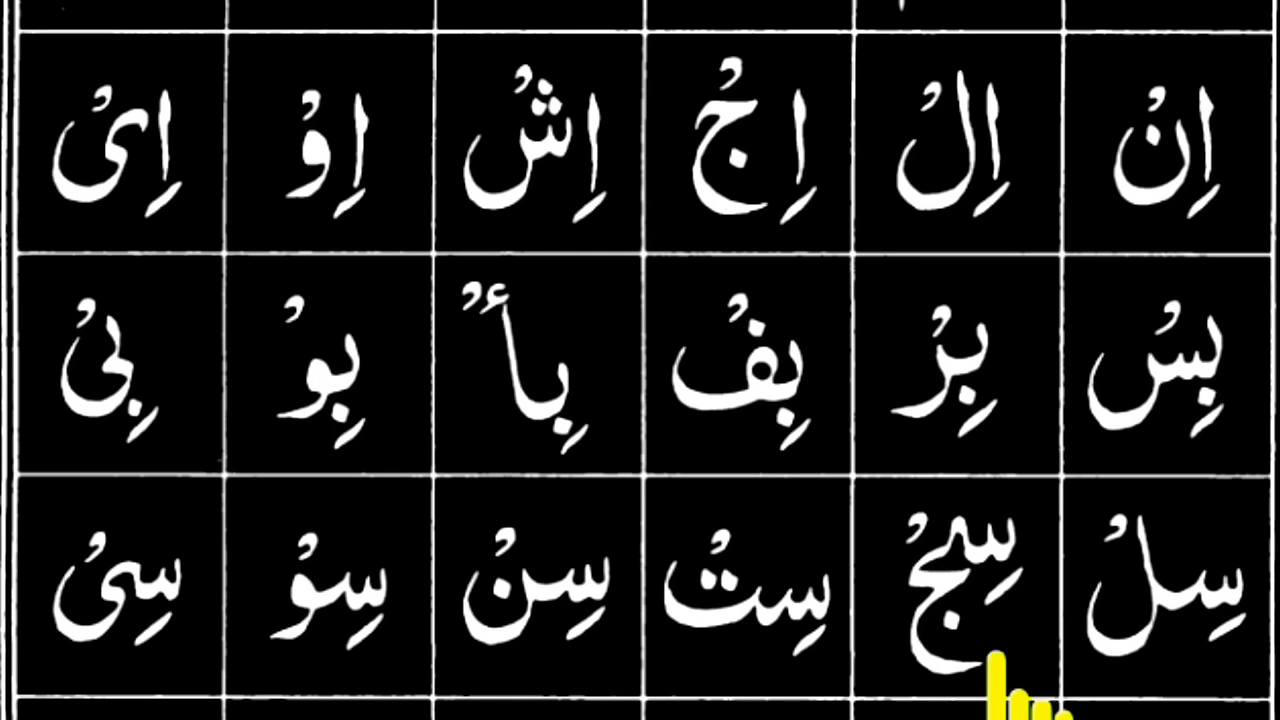 اِنْ اِلْ اِجْ اِشْ اِوْ اِیْ
بِسْ بِرْ بِفْ بِأْ بِوْ بِیْ
سِلْ سِجْ سِتْ سِنْ سِوْ سِیْ